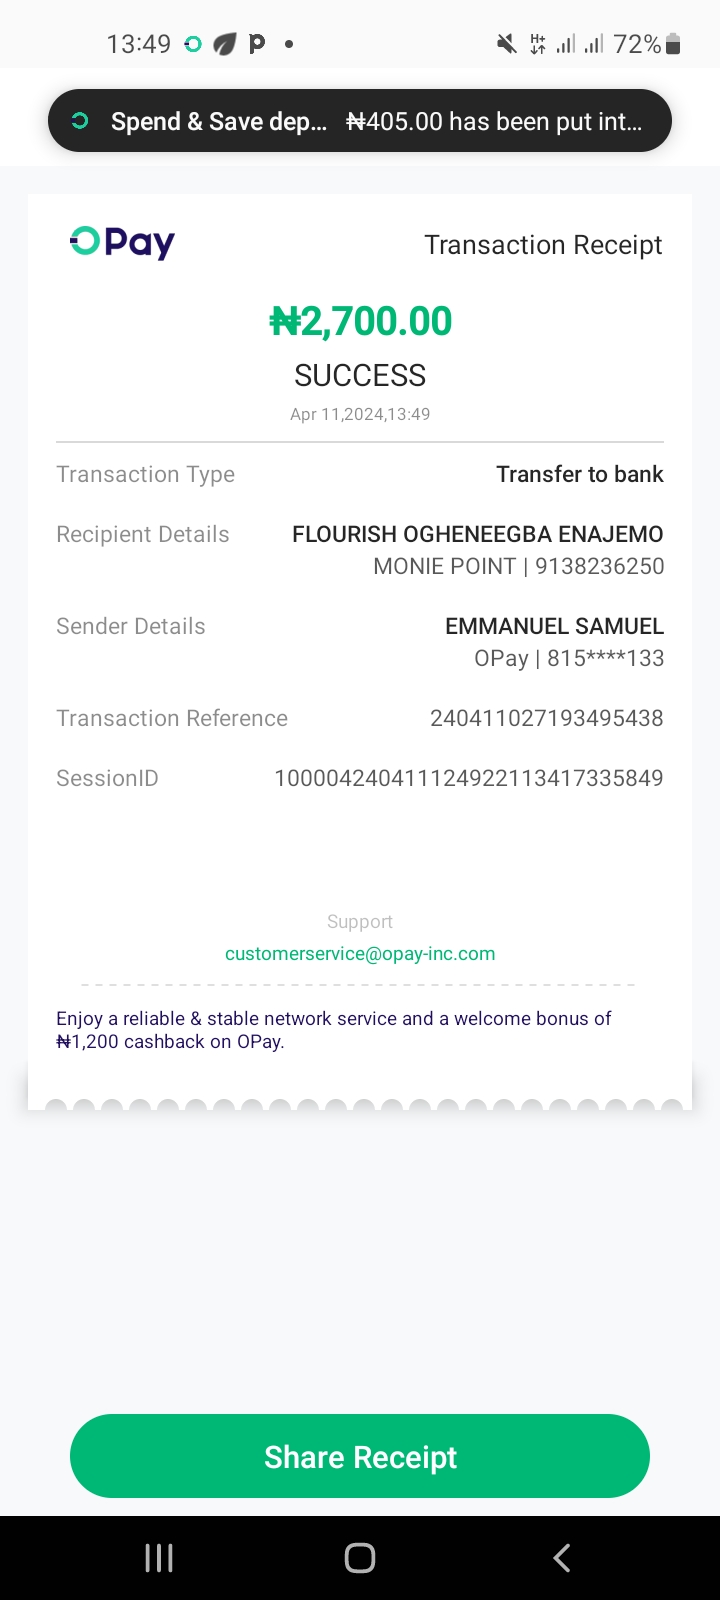 13:49
H+
72%
Spend & Save dep... ₦405.00 has been put int...
OPay
Transaction Receipt
₦2,700.00
SUCCESS
Apr 11,2024,13:49
Transaction Type Transfer to bank
Recipient Details FLOURISH OGHENEEGBA ENAJEMO
MONIE POINT | 9138236250
Sender Details EMMANUEL SAMUEL
OPay | 815****133
Transaction Reference 240411027193495438
SessionID 100004240411124922113417335849
Support
customerservice@opay-inc.com
Enjoy a reliable & stable network service and a welcome bonus of
₦1,200 cashback on OPay.
Share Receipt